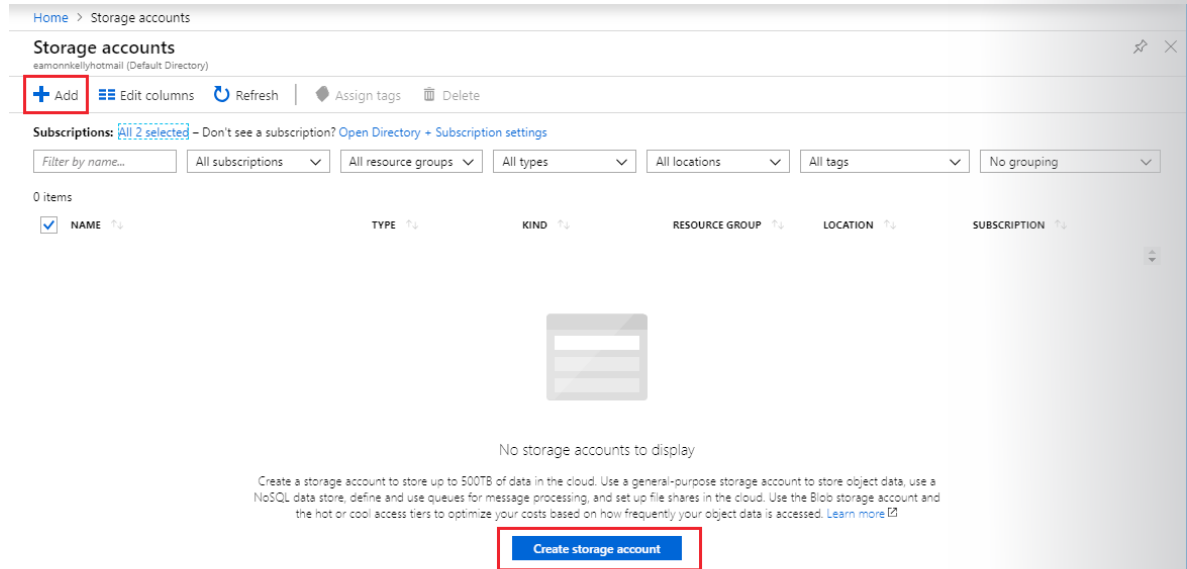 Home > Storage accounts
Storage accounts
eamonnkellyhotmail (Default Directory)
Add Edit columns Refresh Assign tags Delete
Subscriptions: All 2 selected – Don't see a subscription? Open Directory + Subscription settings
Filter by name... All subscriptions All resource groups All types All locations All tags No grouping
0 items
NAME TYPE KIND RESOURCE GROUP LOCATION SUBSCRIPTION
No storage accounts to display
Create a storage account to store up to 500TB of data in the cloud. Use a general-purpose storage account to store object data, use a
NoSQL data store, define and use queues for message processing, and set up file shares in the cloud. Use the Blob storage account and
the hot or cool access tiers to optimize your costs based on how frequently your object data is accessed. Learn more
Create storage account